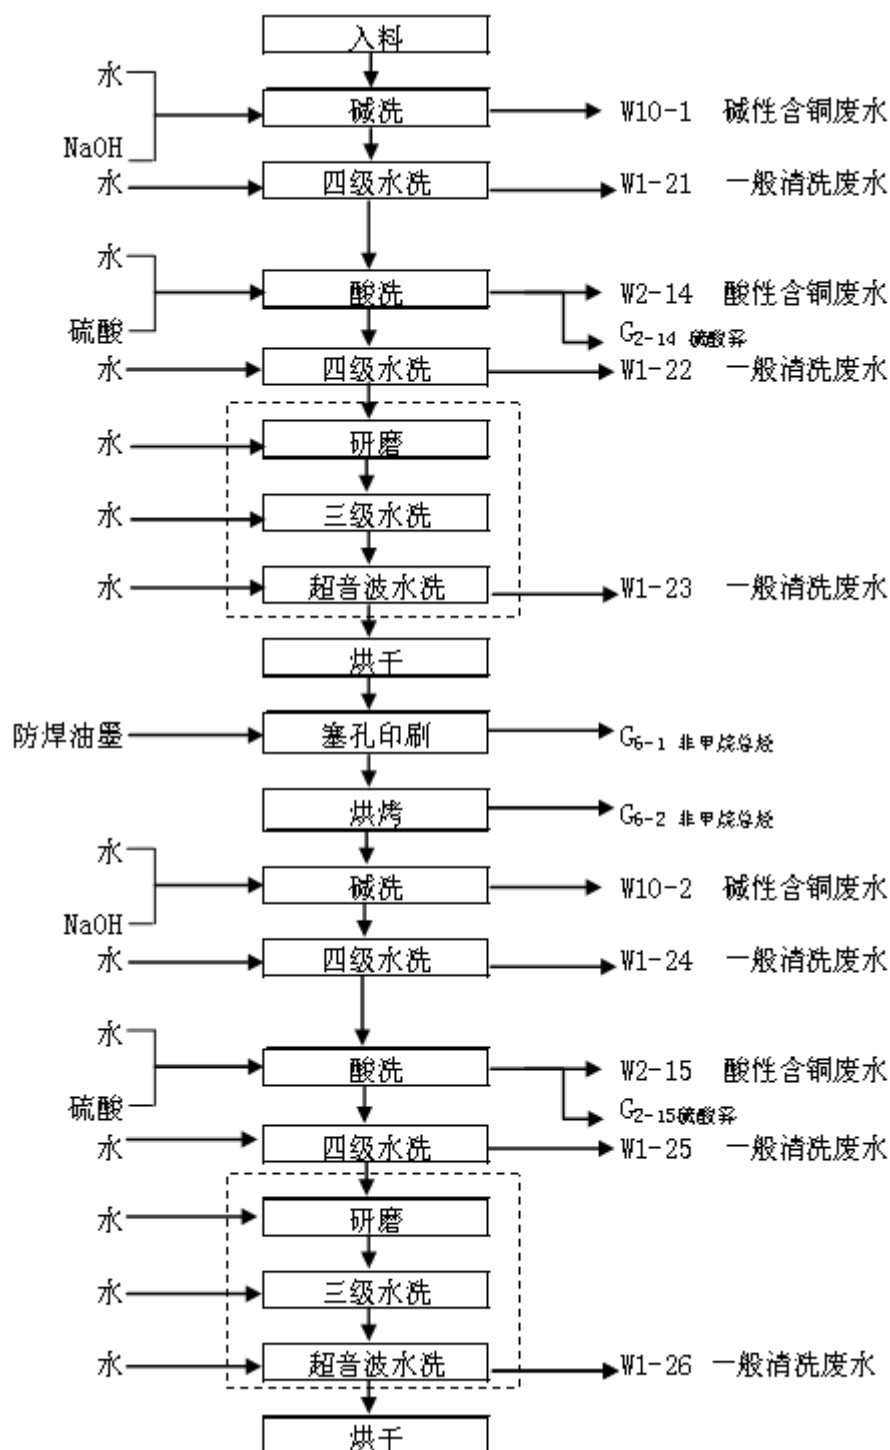 入料
水
碱洗
W10-1 碱性含铜废水
NaOH
水
四级水洗
W1-21 一般清洗废水
水
酸洗
W2-14 酸性含铜废水
硫酸
G2-14 硫酸雾
水
四级水洗
W1-22 一般清洗废水
水
研磨
水
三级水洗
水
超音波水洗
W1-23 一般清洗废水
烘干
防焊油墨
塞孔印刷
G6-1 非甲烷总烃
烘烤
G6-2 非甲烷总烃
水
碱洗
W10-2 碱性含铜废水
NaOH
水
四级水洗
W1-24 一般清洗废水
水
酸洗
W2-15 酸性含铜废水
硫酸
G2-15硫酸雾
水
四级水洗
W1-25 一般清洗废水
水
研磨
水
三级水洗
水
超音波水洗
W1-26 一般清洗废水
烘干